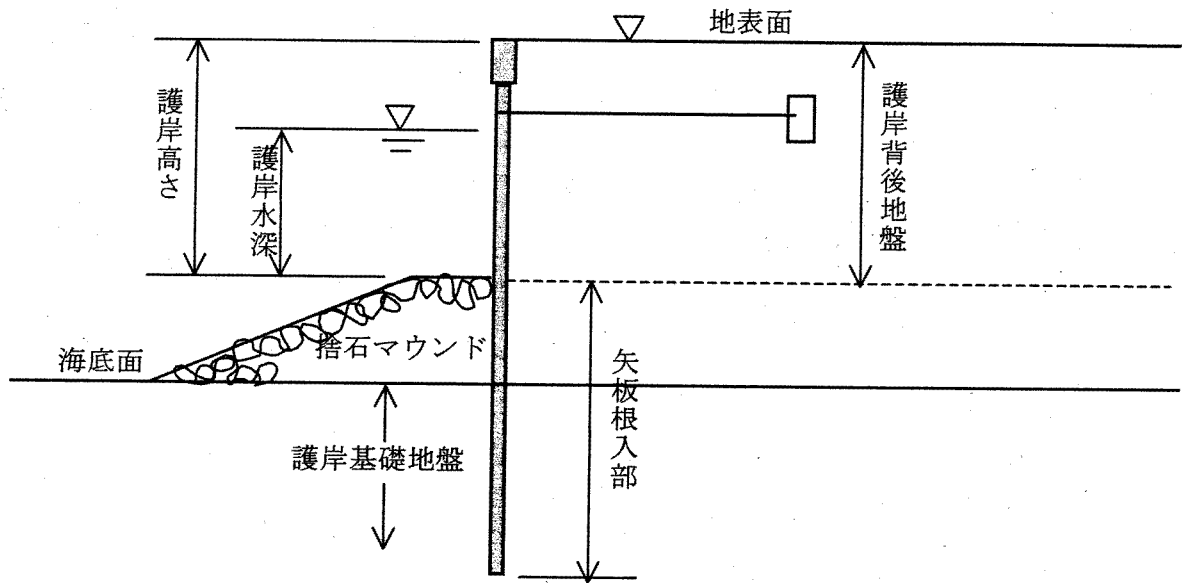 地表面
護岸高さ
護岸水深
護岸背後地盤
捨石マウンド
海底面
矢板根入部
護岸基礎地盤